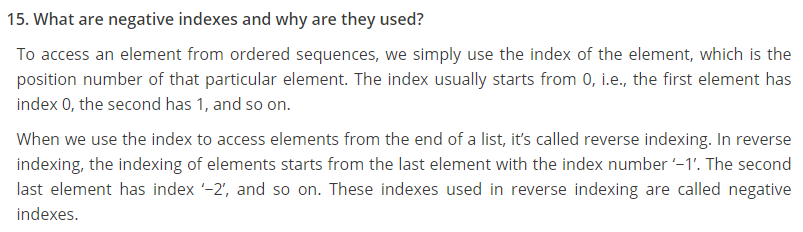 15. What are negative indexes and why are they used?
To access an element from ordered sequences, we simply use the index of the element, which is the
position number of that particular element. The index usually starts from 0, i.e., the first element has
index 0, the second has 1, and so on.
When we use the index to access elements from the end of a list, it’s called reverse indexing. In reverse
indexing, the indexing of elements starts from the last element with the index number ‘−1’. The second
last element has index ‘−2’, and so on. These indexes used in reverse indexing are called negative
indexes.